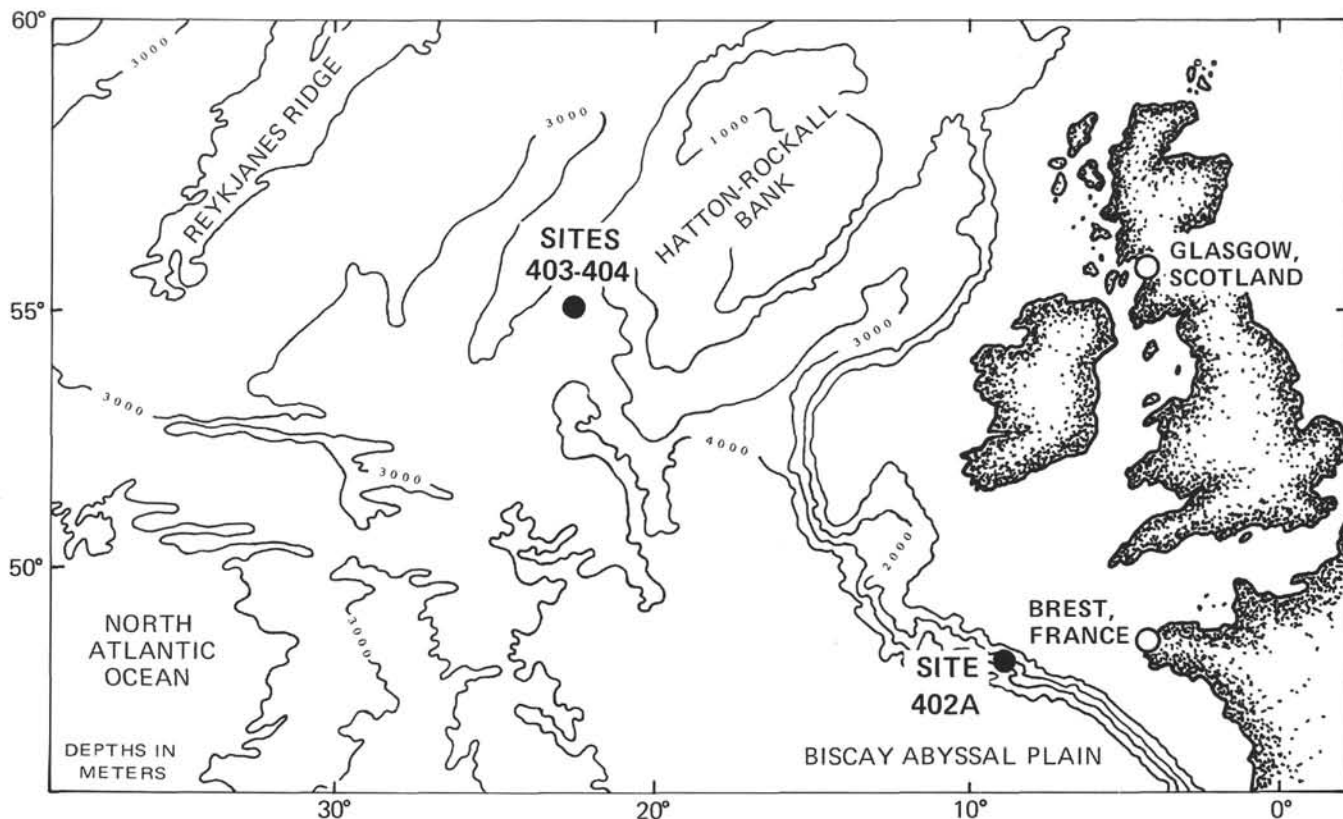 60°
3000
REYKJANES RIDGE
3000
1000
HATTON-ROCKALL
BANK
SITES
403-404
GLASGOW,
SCOTLAND
55°
3000
3000
4000
3000
50°
2000
NORTH
ATLANTIC
OCEAN
3000
BREST,
FRANCE
SITE
402A
DEPTHS IN
METERS
BISCAY ABYSSAL PLAIN
30°
20°
10°
0°